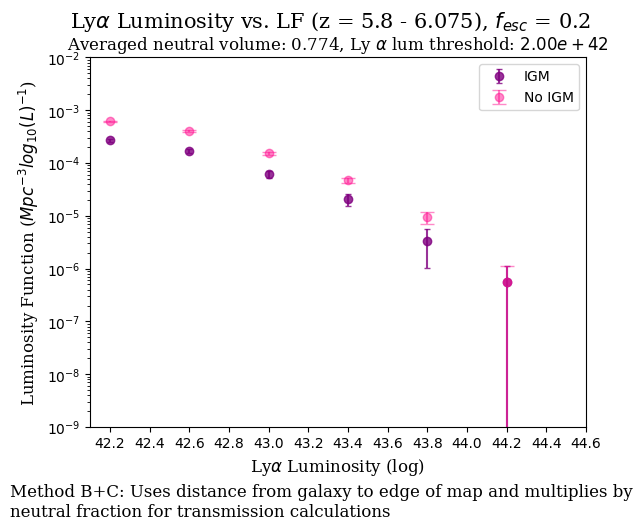 Lyα Luminosity vs. LF (z = 5.8 - 6.075), f_esc = 0.2
Averaged neutral volume: 0.774, Ly α lum threshold: 2.00e + 42
IGM
No IGM
Luminosity Function (Mpc⁻³log₁₀(L)⁻¹)
10⁻²
10⁻³
10⁻⁴
10⁻⁵
10⁻⁶
10⁻⁷
10⁻⁸
10⁻⁹
42.2 42.4 42.6 42.8 43.0 43.2 43.4 43.6 43.8 44.0 44.2 44.4 44.6
Lyα Luminosity (log)
Method B+C: Uses distance from galaxy to edge of map and multiplies by
neutral fraction for transmission calculations